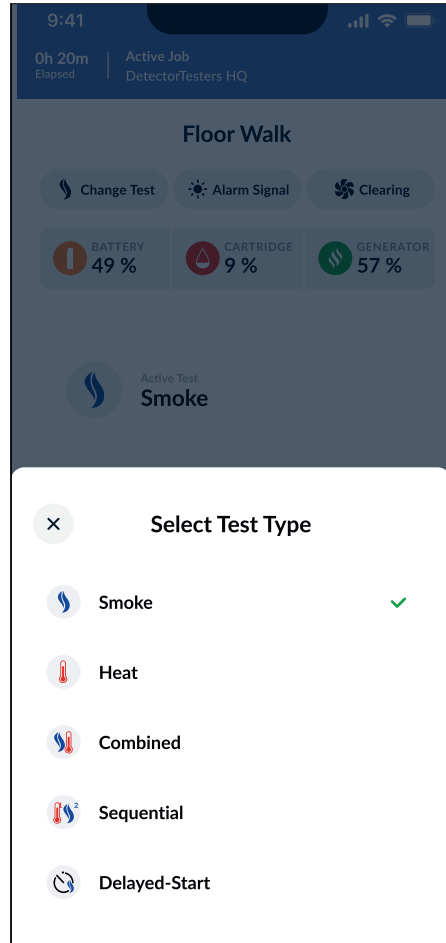 9:41
0h 20m
Elapsed
Active Job
DetectorTesters HQ
Floor Walk
Change Test
Alarm Signal
Clearing
BATTERY
49 %
CARTRIDGE
9 %
GENERATOR
57 %
Active Test
Smoke
Select Test Type
Smoke
Heat
Combined
Sequential
Delayed-Start